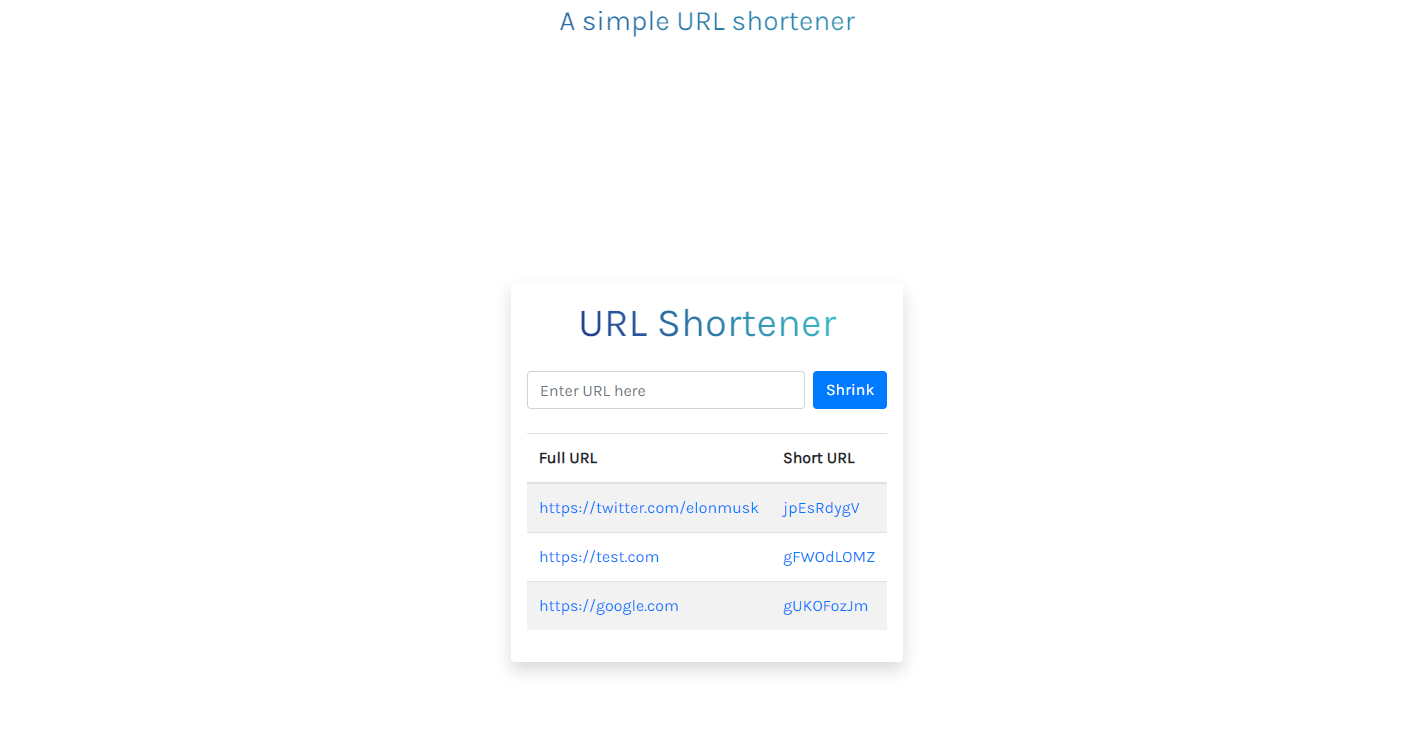 A simple URL shortener
URL Shortener
Enter URL here Shrink
Full URL Short URL
https://twitter.com/elonmusk jpEsRdygV
https://test.com gFWOdLOMZ
https://google.com gUKOFozJm